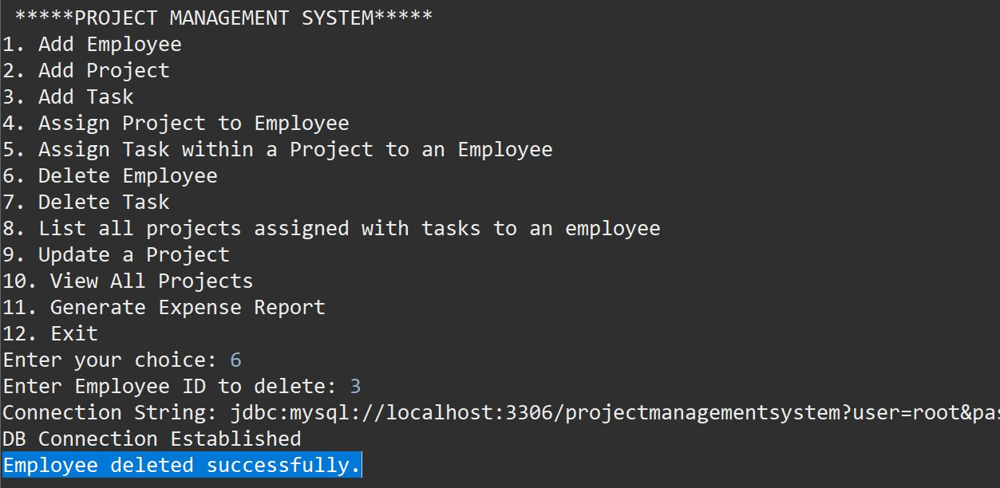 *****PROJECT MANAGEMENT SYSTEM*****
1. Add Employee
2. Add Project
3. Add Task
4. Assign Project to Employee
5. Assign Task within a Project to an Employee
6. Delete Employee
7. Delete Task
8. List all projects assigned with tasks to an employee
9. Update a Project
10. View All Projects
11. Generate Expense Report
12. Exit
Enter your choice: 6
Enter Employee ID to delete: 3
Connection String: jdbc:mysql://localhost:3306/projectmanagementsystem?user=root&pas
DB Connection Established
Employee deleted successfully.